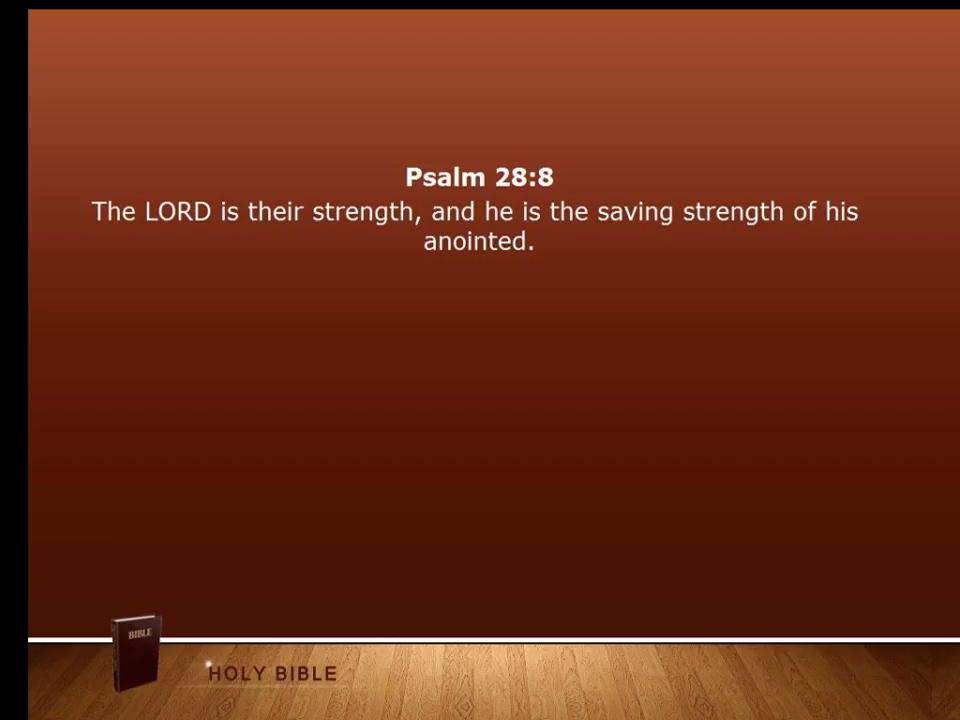 Psalm 28:8
The LORD is their strength, and he is the saving strength of his
anointed.
BIBLE
HOLY BIBLE